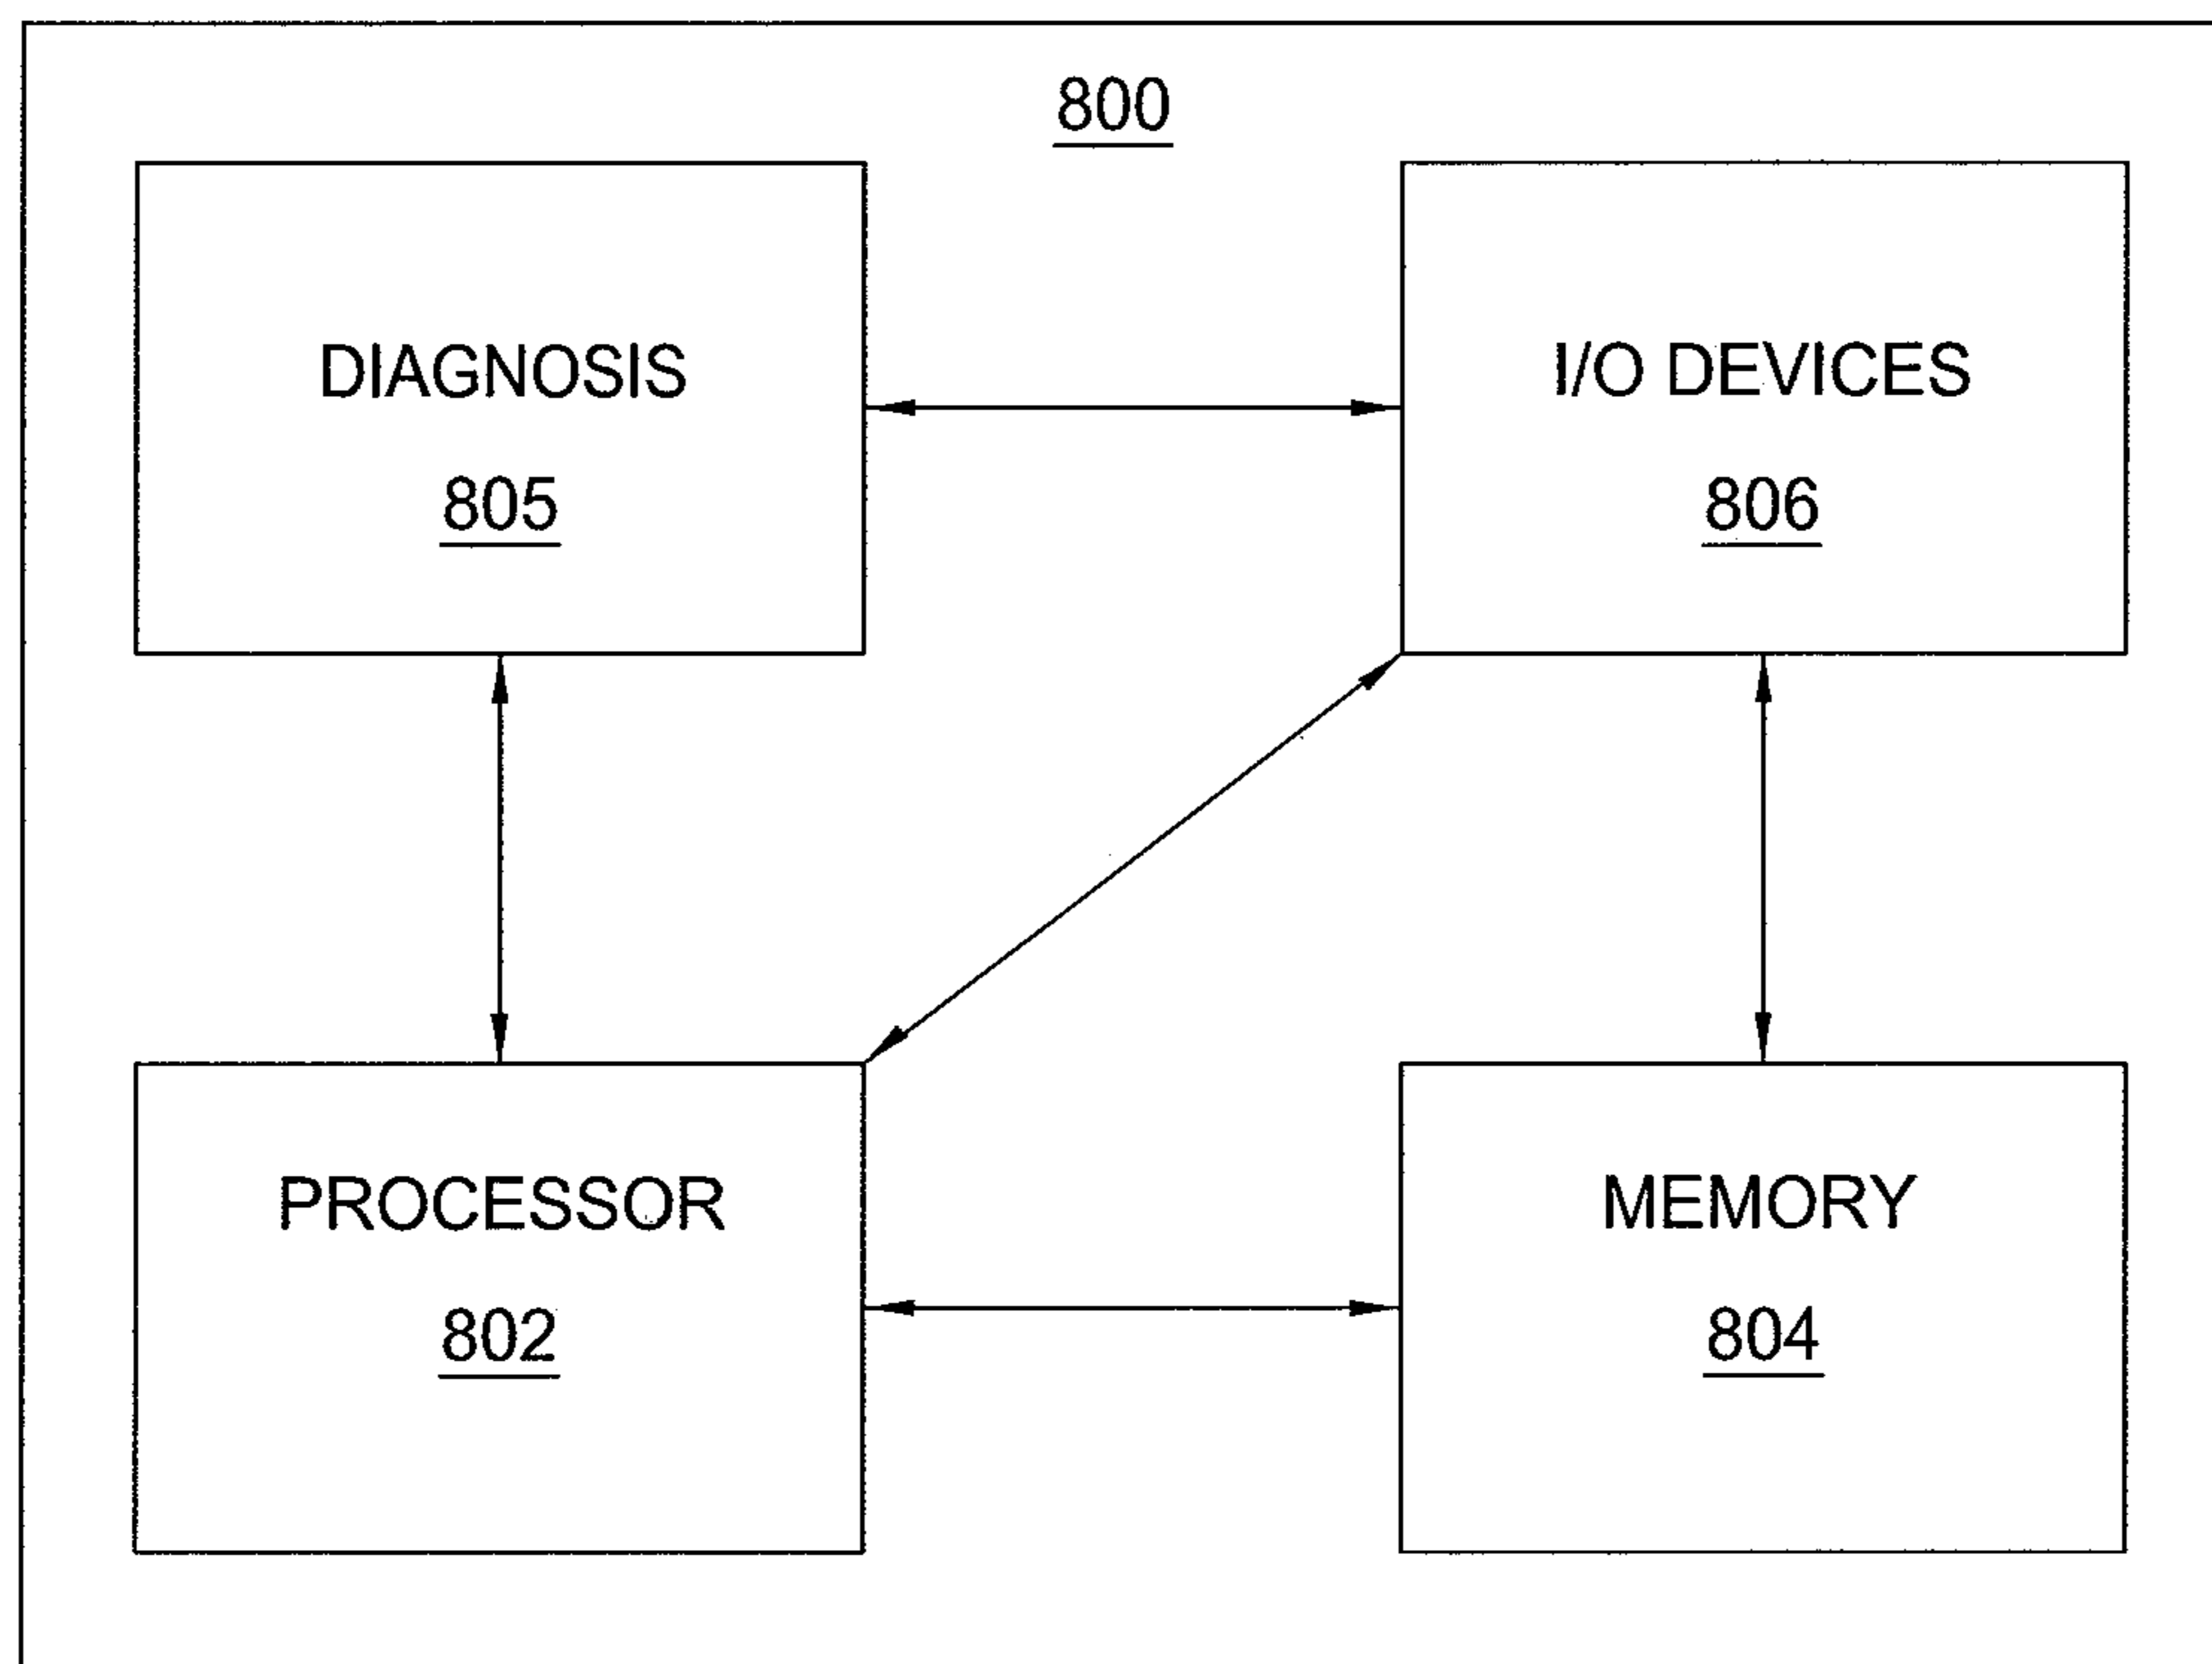 800
DIAGNOSIS
805
I/O DEVICES
806
PROCESSOR
802
MEMORY
804